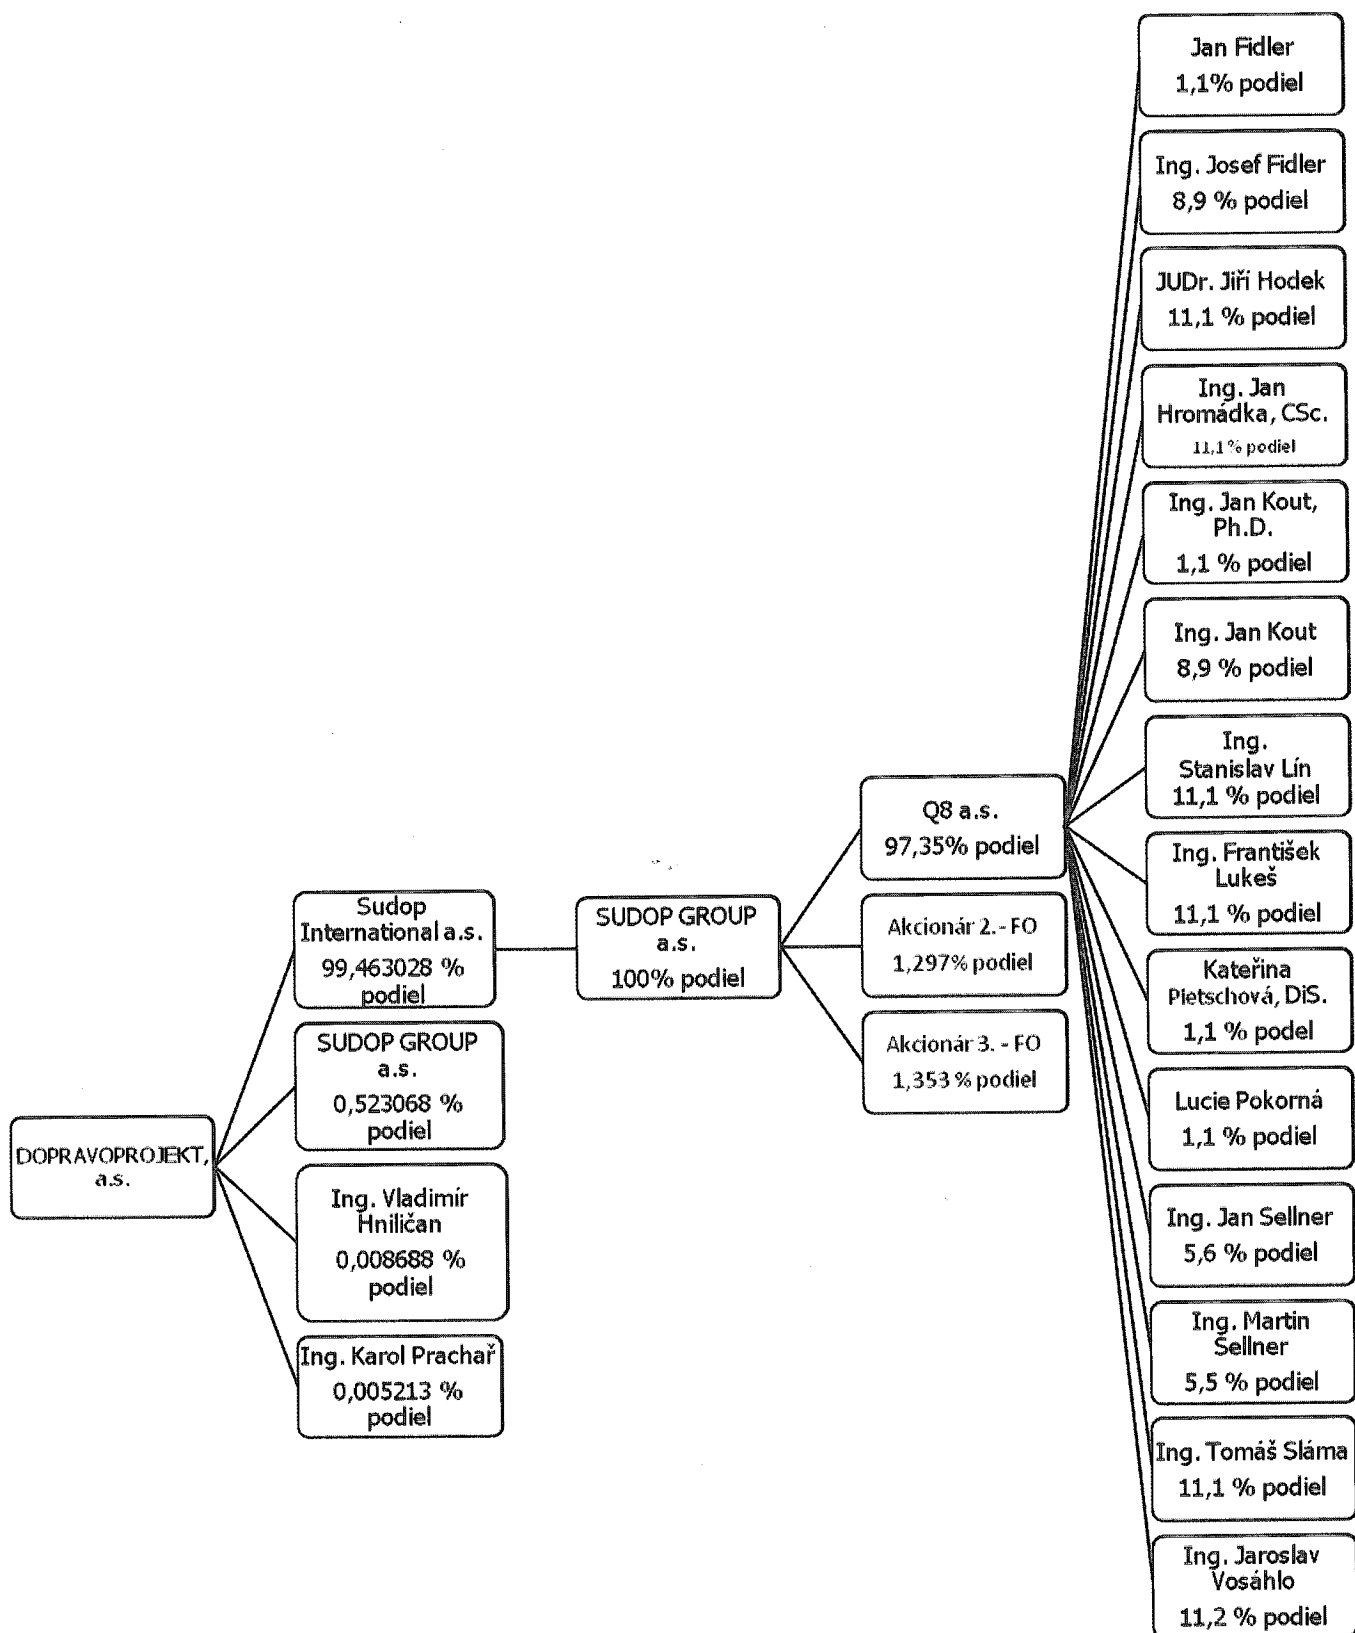 DOPRAVOPROJEKT,
a.s.
Sudop
International a.s.
99,463028 %
podiel
SUDOP GROUP
a.s.
0,523068 %
podiel
Ing. Vladimír
Hniličan
0,008688 %
podiel
Ing. Karol Prachař
0,005213 %
podiel
SUDOP GROUP
a.s.
100% podiel
Q8 a.s.
97,35% podiel
Akcionár 2.- FO
1,297% podiel
Akcionár 3. - FO
1,353 % podiel
Jan Fidler
1,1% podiel
Ing. Josef Fidler
8,9 % podiel
JUDr. Jiří Hodek
11,1 % podiel
Ing. Jan
Hromádka, CSc.
11,1 % podiel
Ing. Jan Kout,
Ph.D.
1,1 % podiel
Ing. Jan Kout
8,9 % podiel
Ing.
Stanislav Lín
11,1 % podiel
Ing. František
Lukeš
11,1 % podiel
Kateřina
Pietschová, DiS.
1,1 % podel
Lucie Pokorná
1,1 % podiel
Ing. Jan Sellner
5,6 % podiel
Ing. Martin
Sellner
5,5 % podiel
Ing. Tomáš Sláma
11,1 % podiel
Ing. Jaroslav
Vosáhlo
11,2 % podiel